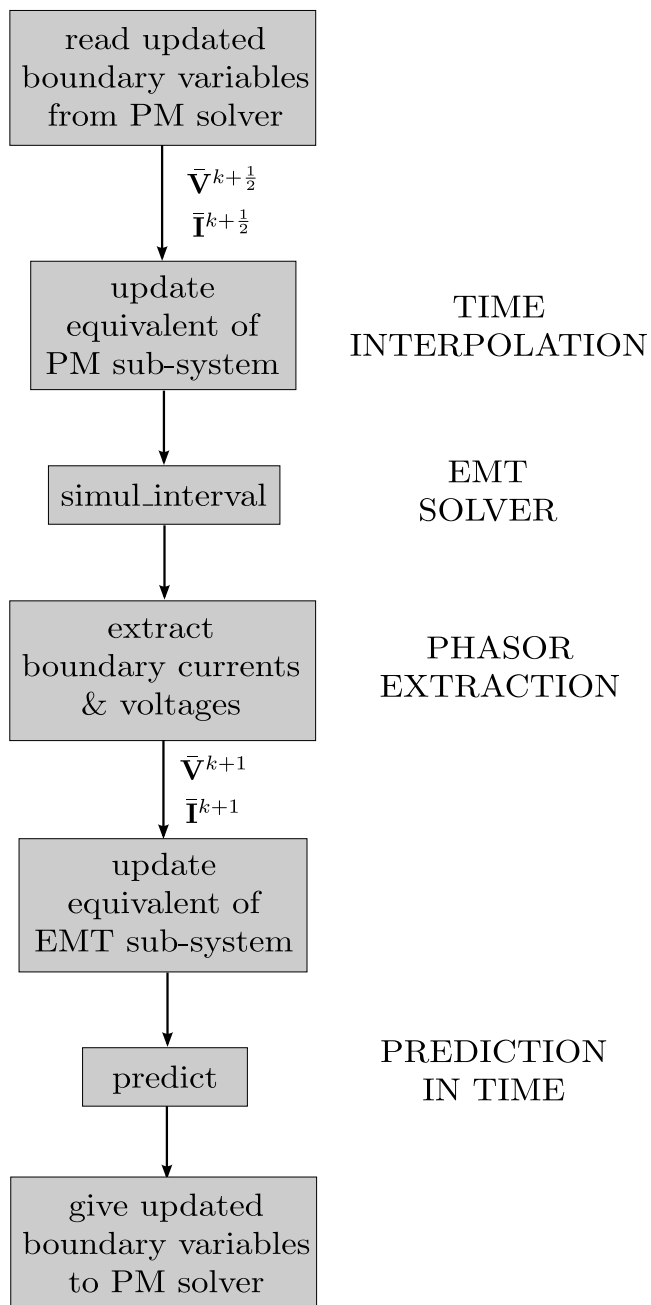 read updated
boundary variables
from PM solver
V̄^{k+1/2}
Ī^{k+1/2}
update
equivalent of
PM sub-system
TIME
INTERPOLATION
simul_interval
EMT
SOLVER
extract
boundary currents
& voltages
PHASOR
EXTRACTION
V̄^{k+1}
Ī^{k+1}
update
equivalent of
EMT sub-system
predict
PREDICTION
IN TIME
give updated
boundary variables
to PM solver